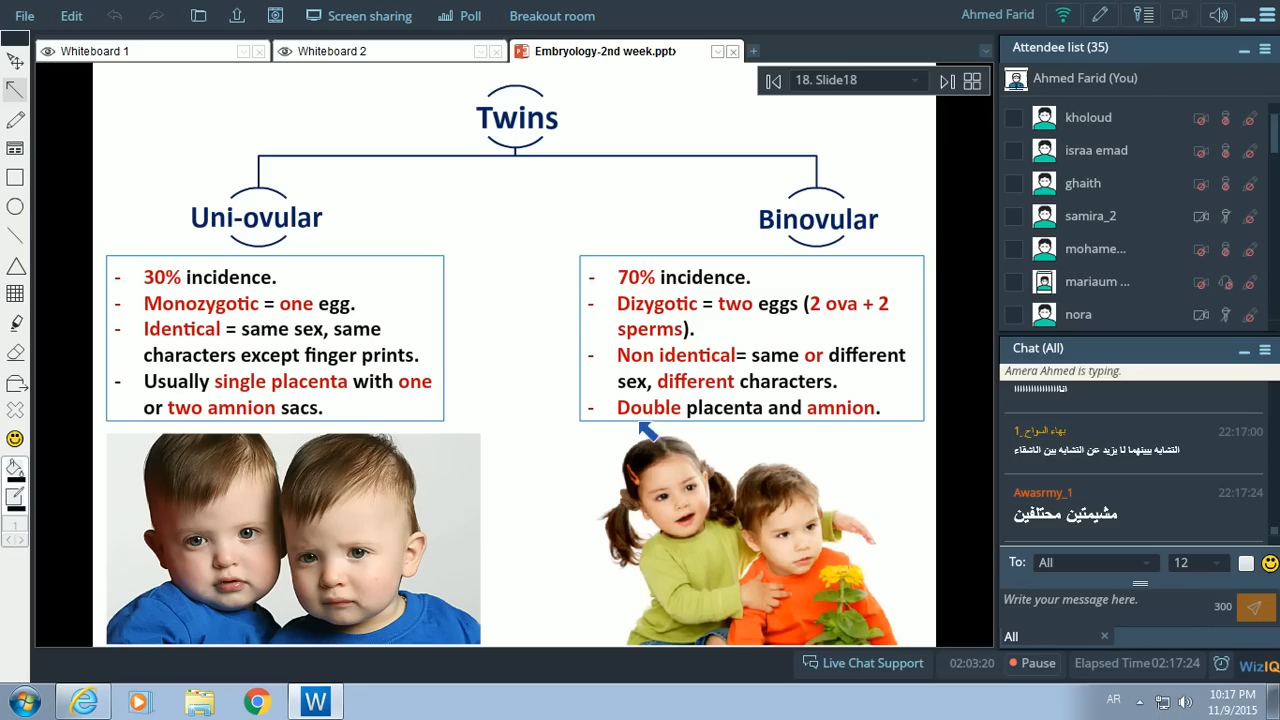 File
Edit
Screen sharing
Poll
Breakout room
Ahmed Farid
Whiteboard 1
Whiteboard 2
Embryology-2nd week.ppt
18. Slide18
Twins
Uni-ovular
- 30% incidence.
- Monozygotic = one egg.
- Identical = same sex, same
characters except finger prints.
- Usually single placenta with one
or two amnion sacs.
Binovular
- 70% incidence.
- Dizygotic = two eggs (2 ova + 2
sperms).
- Non identical= same or different
sex, different characters.
- Double placenta and amnion.
Attendee list (35)
Ahmed Farid (You)
kholoud
israa emad
ghaith
samira_2
mohame...
mariaum ...
nora
Chat (All)
Amera Ahmed is typing.
بهاء السواح_1
22:17:00
التشابه بينهما لا يزيد عن التشابه بين الاشقاء
Awasrmy_1
22:17:24
مشيمتين مختلفين
To:
All
12
Write your message here.
300
All
1
Live Chat Support
02:03:20
Pause
Elapsed Time 02:17:24
WizIQ
AR
10:17 PM
11/9/2015